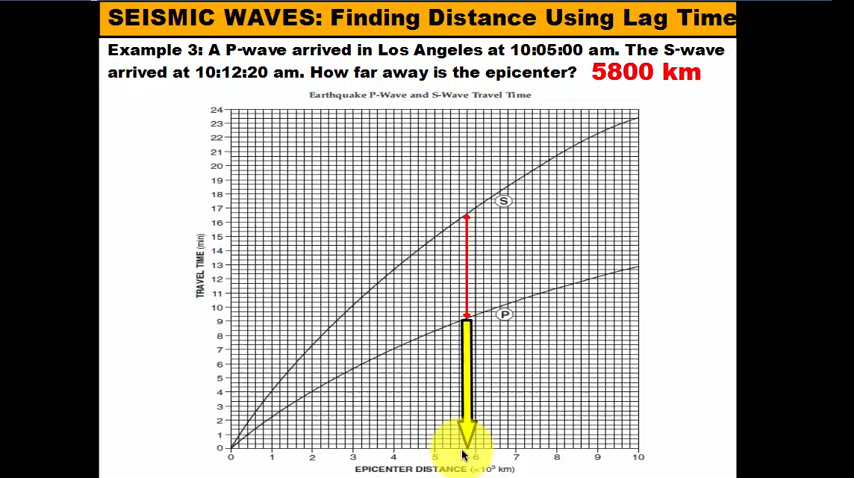 SEISMIC WAVES: Finding Distance Using Lag Time
Example 3: A P-wave arrived in Los Angeles at 10:05:00 am. The S-wave
arrived at 10:12:20 am. How far away is the epicenter? 5800 km
Earthquake P-Wave and S-Wave Travel Time
24
23
22
21
20
19
18
17
16
15
14
13
12
11
10
9
8
7
6
5
4
3
2
1
0
TRAVEL TIME (min)
S
P
0 1 2 3 4 5 6 7 8 9 10
EPICENTER DISTANCE (×10³ km)